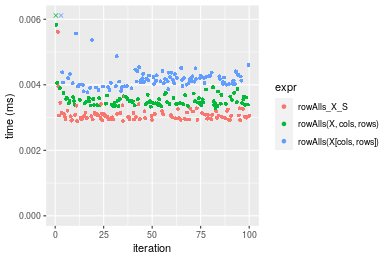 0.006
0.004
0.002
0.000
time (ms)
0
25
50
75
100
iteration
expr
rowAlls_X_S
rowAlls(X, cols, rows)
rowAlls(X[cols, rows])